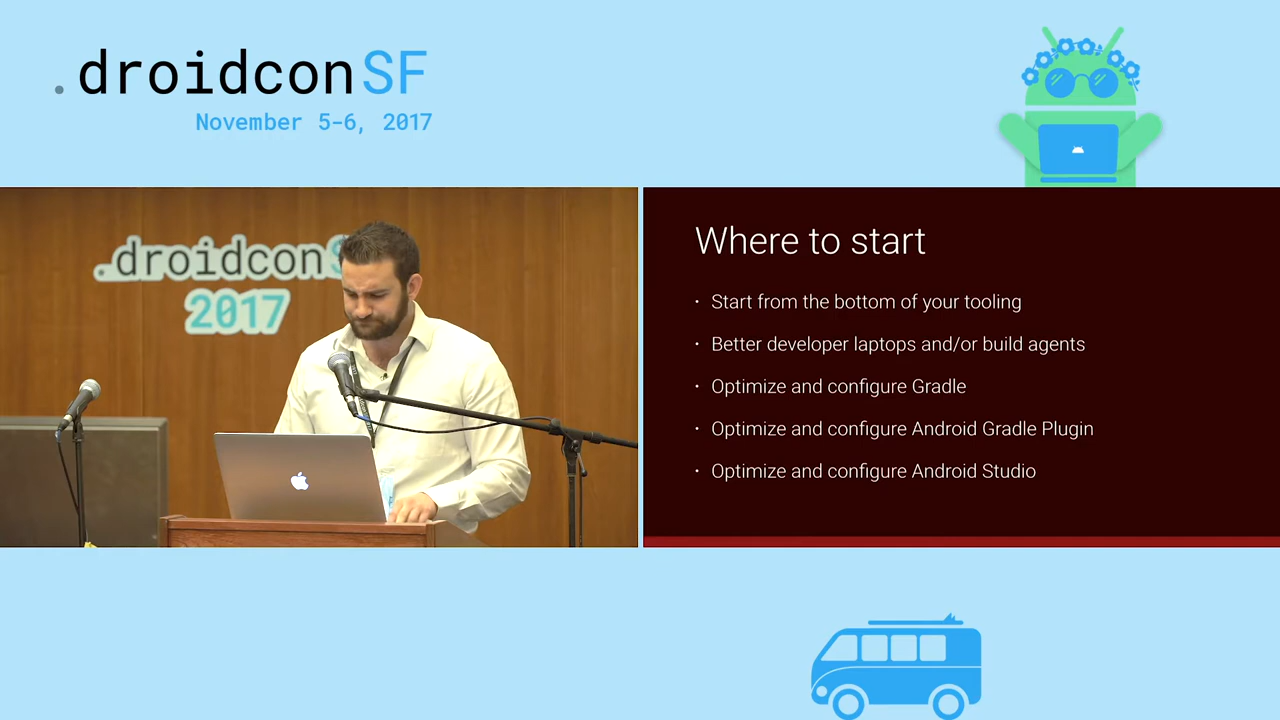 .droidconSF
November 5-6, 2017
.droidconS
2017
Where to start
• Start from the bottom of your tooling
• Better developer laptops and/or build agents
• Optimize and configure Gradle
• Optimize and configure Android Gradle Plugin
• Optimize and configure Android Studio